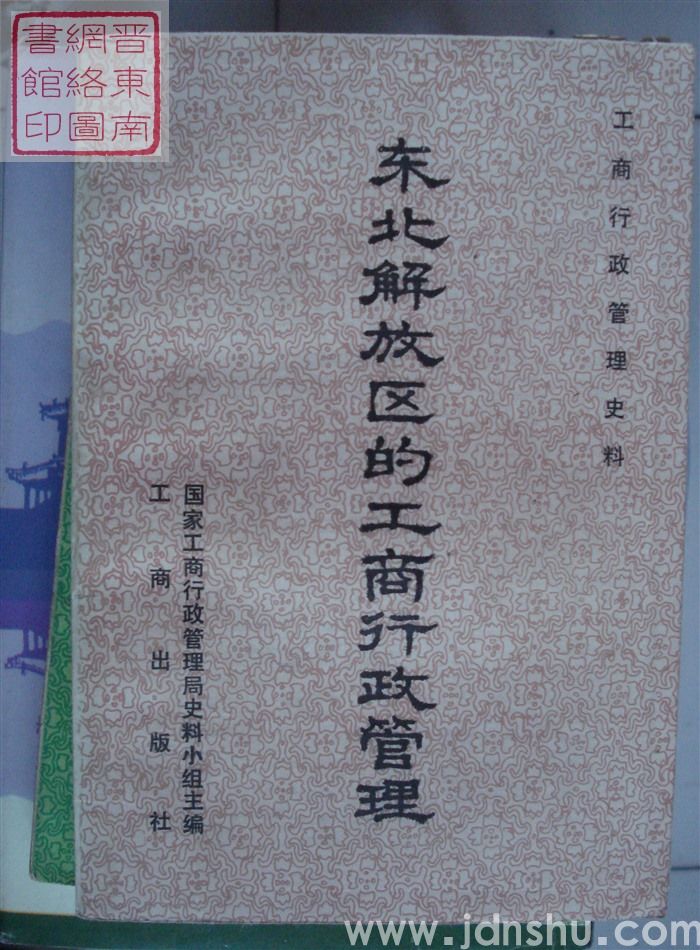 晋東南
網絡圖
書館印
工商行政管理史料
东北解放区的工商行政管理
国家工商行政管理局史料小组主编
工商出版社
www.jdnshu.com